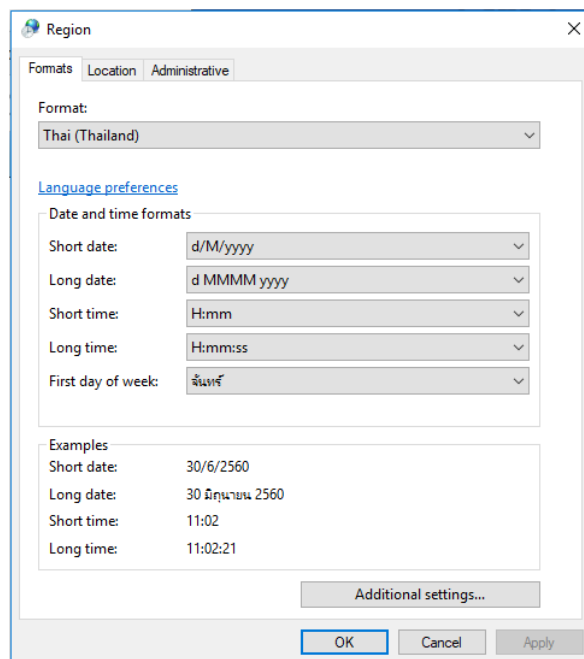 Region
Formats Location Administrative
Format:
Thai (Thailand)
Language preferences
Date and time formats
Short date: d/M/yyyy
Long date: d MMMM yyyy
Short time: H:mm
Long time: H:mm:ss
First day of week: จันทร์
Examples
Short date: 30/6/2560
Long date: 30 มิถุนายน 2560
Short time: 11:02
Long time: 11:02:21
Additional settings...
OK Cancel Apply